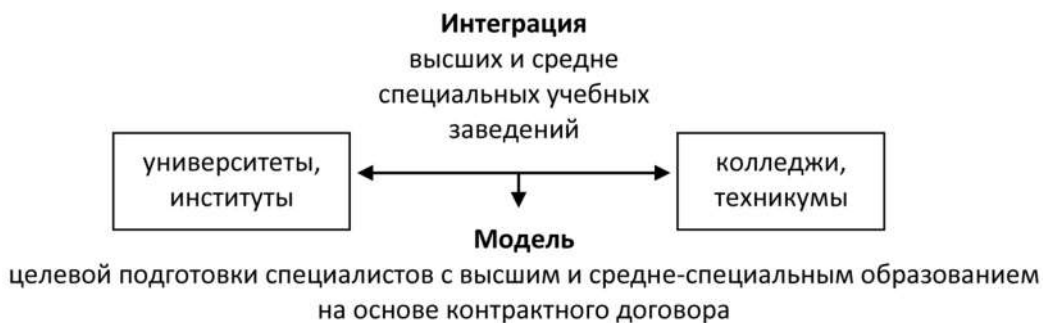 Интеграция
высших и средне
специальных учебных
заведений
университеты,
институты
колледжи,
техникумы
Модель
целевой подготовки специалистов с высшим и средне-специальным образованием
на основе контрактного договора